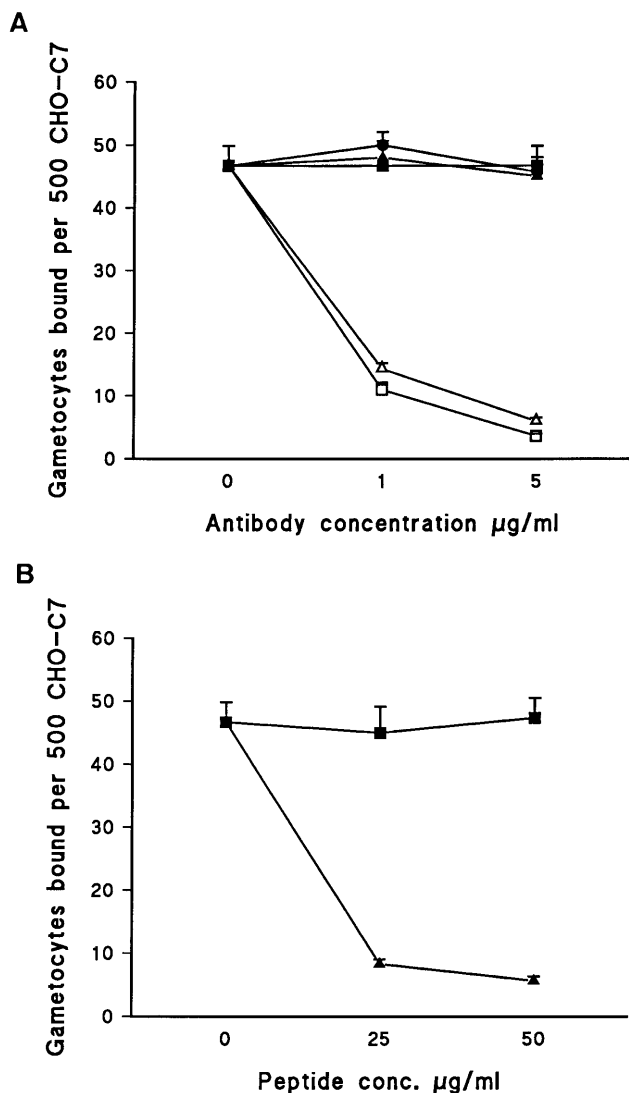 A
Gametocytes bound per 500 CHO-C7
60
50
40
30
20
10
0
0 1 5
Antibody concentration µg/ml
B
Gametocytes bound per 500 CHO-C7
60
50
40
30
20
10
0
0 25 50
Peptide conc. µg/ml